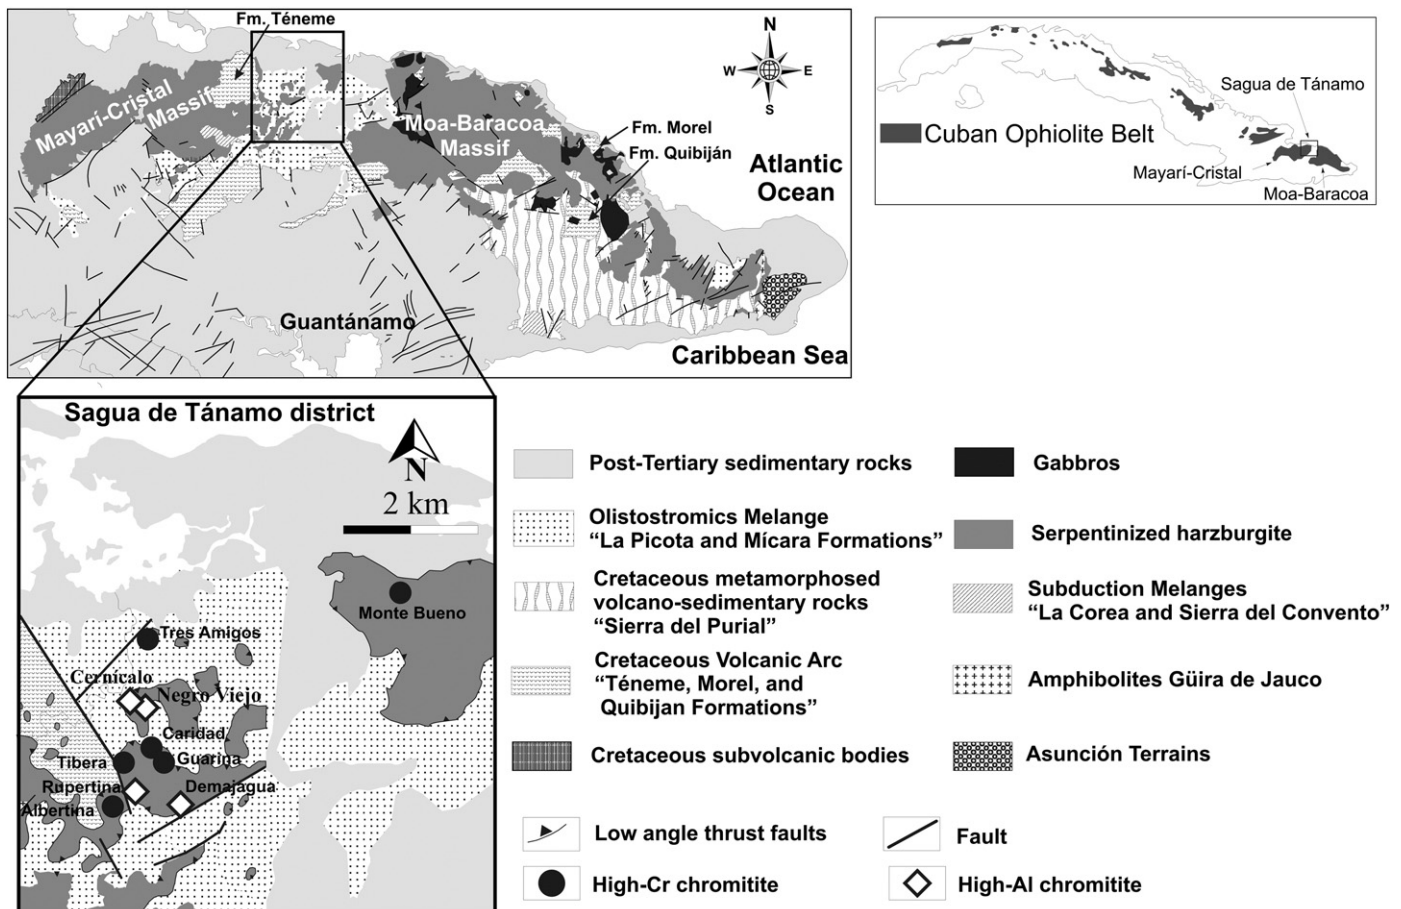 Fm. Téneme
Mayarí-Cristal
Massif
Moa-Baracoa
Massif
Fm. Morel
Fm. Quibiján
N
W
E
S
Atlantic
Ocean
Guantánamo
Caribbean Sea
Sagua de Tánamo
Cuban Ophiolite Belt
Mayarí-Cristal
Moa-Baracoa
Sagua de Tánamo district
N
2 km
Monte Bueno
Tres Amigos
Cernícalo
Negro Viejo
Caridad
Tibera
Guarina
Rupertina
Demajagua
Albertina
Post-Tertiary sedimentary rocks
Olistostromics Melange
“La Picota and Mícara Formations”
Cretaceous metamorphosed
volcano-sedimentary rocks
“Sierra del Purial”
Cretaceous Volcanic Arc
“Téneme, Morel, and
Quibijan Formations”
Cretaceous subvolcanic bodies
Gabbros
Serpentinized harzburgite
Subduction Melanges
“La Corea and Sierra del Convento”
Amphibolites Güira de Jauco
Asunción Terrains
Low angle thrust faults
Fault
High-Cr chromitite
High-Al chromitite